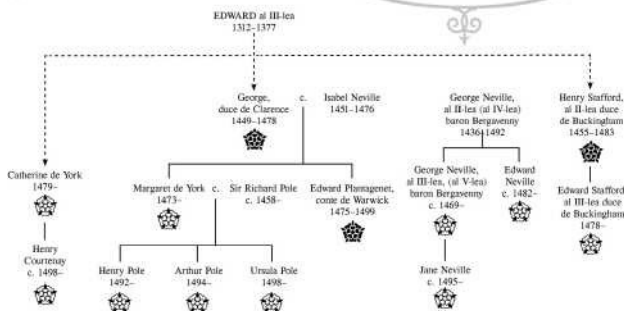 EDWARD al III-lea
1312–1377
George,
duce de Clarence
1449–1478
c.
Isabel Neville
1451–1476
George Neville,
al II-lea (al IV-lea)
baron Bergavenny
1436–1492
Henry Stafford,
al II-lea duce
de Buckingham
1455–1483
Catherine de York
1479–
Margaret de York
1473–
c.
Sir Richard Pole
c. 1458–
Edward Plantagenet,
conte de Warwick
1475–1499
George Neville,
al III-lea, (al V-lea)
baron Bergavenny
c. 1469–
Edward
Neville
c. 1482–
Edward Stafford
al III-lea duce
de Buckingham
1478–
Henry
Courtenay
c. 1498–
Henry Pole
1492–
Arthur Pole
1494–
Ursula Pole
1498–
Jane Neville
c. 1495–